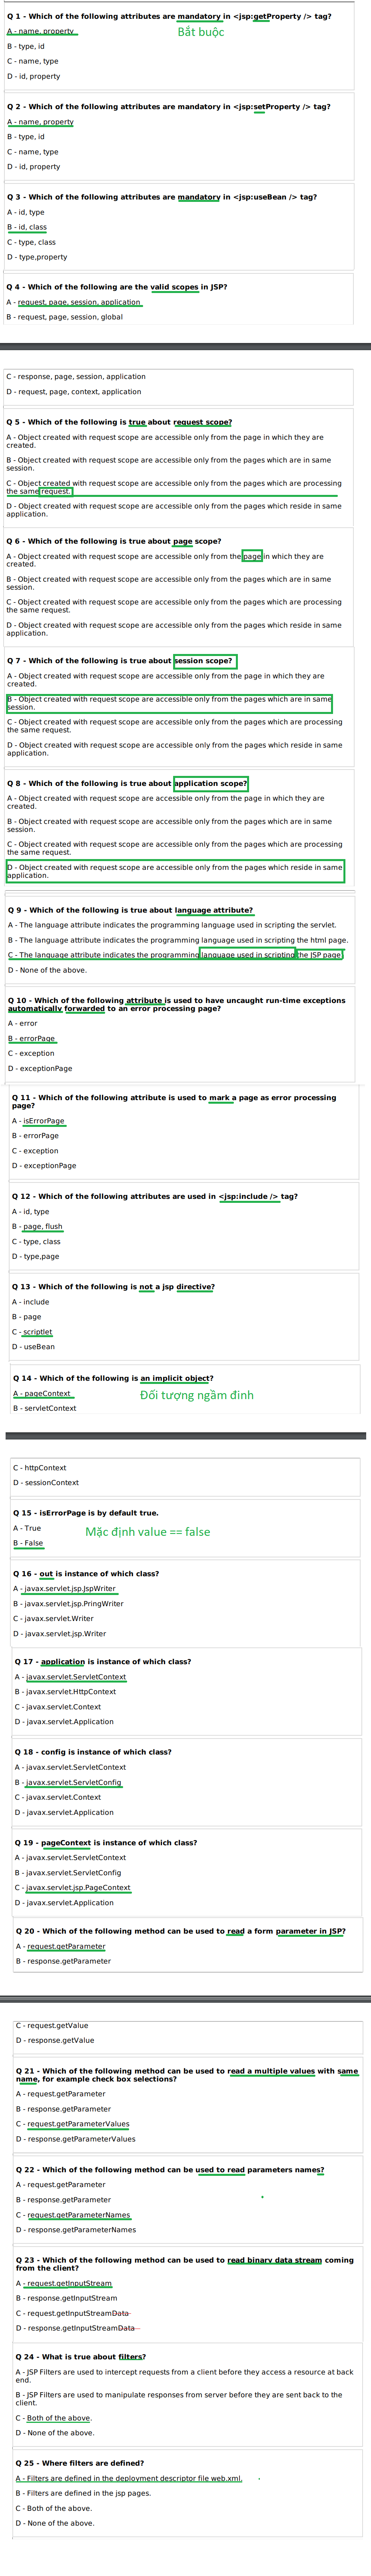 Q 1 - Which of the following attributes are mandatory in <jsp:getProperty /> tag?
A - name, property
Bắt buộc
B - type, id
C - name, type
D - id, property
Q 2 - Which of the following attributes are mandatory in <jsp:setProperty /> tag?
A - name, property
B - type, id
C - name, type
D - id, property
Q 3 - Which of the following attributes are mandatory in <jsp:useBean /> tag?
A - id, type
B - id, class
C - type, class
D - type,property
Q 4 - Which of the following are the valid scopes in JSP?
A - request, page, session, application
B - request, page, session, global
C - response, page, session, application
D - request, page, context, application
Q 5 - Which of the following is true about request scope?
A - Object created with request scope are accessible only from the page in which they are
created.
B - Object created with request scope are accessible only from the pages which are in same
session.
C - Object created with request scope are accessible only from the pages which are processing
the same request.
D - Object created with request scope are accessible only from the pages which reside in same
application.
Q 6 - Which of the following is true about page scope?
A - Object created with request scope are accessible only from the page in which they are
created.
B - Object created with request scope are accessible only from the pages which are in same
session.
C - Object created with request scope are accessible only from the pages which are processing
the same request.
D - Object created with request scope are accessible only from the pages which reside in same
application.
Q 7 - Which of the following is true about session scope?
A - Object created with request scope are accessible only from the page in which they are
created.
B - Object created with request scope are accessible only from the pages which are in same
session.
C - Object created with request scope are accessible only from the pages which are processing
the same request.
D - Object created with request scope are accessible only from the pages which reside in same
application.
Q 8 - Which of the following is true about application scope?
A - Object created with request scope are accessible only from the page in which they are
created.
B - Object created with request scope are accessible only from the pages which are in same
session.
C - Object created with request scope are accessible only from the pages which are processing
the same request.
D - Object created with request scope are accessible only from the pages which reside in same
application.
Q 9 - Which of the following is true about language attribute?
A - The language attribute indicates the programming language used in scripting the servlet.
B - The language attribute indicates the programming language used in scripting the html page.
C - The language attribute indicates the programming language used in scripting the JSP page
D - None of the above.
Q 10 - Which of the following attribute is used to have uncaught run-time exceptions
automatically forwarded to an error processing page?
A - error
B - errorPage
C - exception
D - exceptionPage
Q 11 - Which of the following attribute is used to mark a page as error processing
page?
A - isErrorPage
B - errorPage
C - exception
D - exceptionPage
Q 12 - Which of the following attributes are used in <jsp:include /> tag?
A - id, type
B - page, flush
C - type, class
D - type,page
Q 13 - Which of the following is not a jsp directive?
A - include
B - page
C - scriptlet
D - useBean
Q 14 - Which of the following is an implicit object?
A - pageContext
Đối tượng ngầm đinh
B - servletContext
C - httpContext
D - sessionContext
Q 15 - isErrorPage is by default true.
A - True
Mặc định value == false
B - False
Q 16 - out is instance of which class?
A - javax.servlet.jsp.JspWriter
B - javax.servlet.jsp.PringWriter
C - javax.servlet.Writer
D - javax.servlet.jsp.Writer
Q 17 - application is instance of which class?
A - javax.servlet.ServletContext
B - javax.servlet.HttpContext
C - javax.servlet.Context
D - javax.servlet.Application
Q 18 - config is instance of which class?
A - javax.servlet.ServletContext
B - javax.servlet.ServletConfig
C - javax.servlet.Context
D - javax.servlet.Application
Q 19 - pageContext is instance of which class?
A - javax.servlet.ServletContext
B - javax.servlet.ServletConfig
C - javax.servlet.jsp.PageContext
D - javax.servlet.Application
Q 20 - Which of the following method can be used to read a form parameter in JSP?
A - request.getParameter
B - response.getParameter
C - request.getValue
D - response.getValue
Q 21 - Which of the following method can be used to read a multiple values with same
name, for example check box selections?
A - request.getParameter
B - response.getParameter
C - request.getParameterValues
D - response.getParameterValues
Q 22 - Which of the following method can be used to read parameters names?
A - request.getParameter
B - response.getParameter
C - request.getParameterNames
D - response.getParameterNames
Q 23 - Which of the following method can be used to read binary data stream coming
from the client?
A - request.getInputStream
B - response.getInputStream
C - request.getInputStreamData
D - response.getInputStreamData
Q 24 - What is true about filters?
A - JSP Filters are used to intercept requests from a client before they access a resource at back
end.
B - JSP Filters are used to manipulate responses from server before they are sent back to the
client.
C - Both of the above.
D - None of the above.
Q 25 - Where filters are defined?
A - Filters are defined in the deployment descriptor file web.xml.
B - Filters are defined in the jsp pages.
C - Both of the above.
D - None of the above.